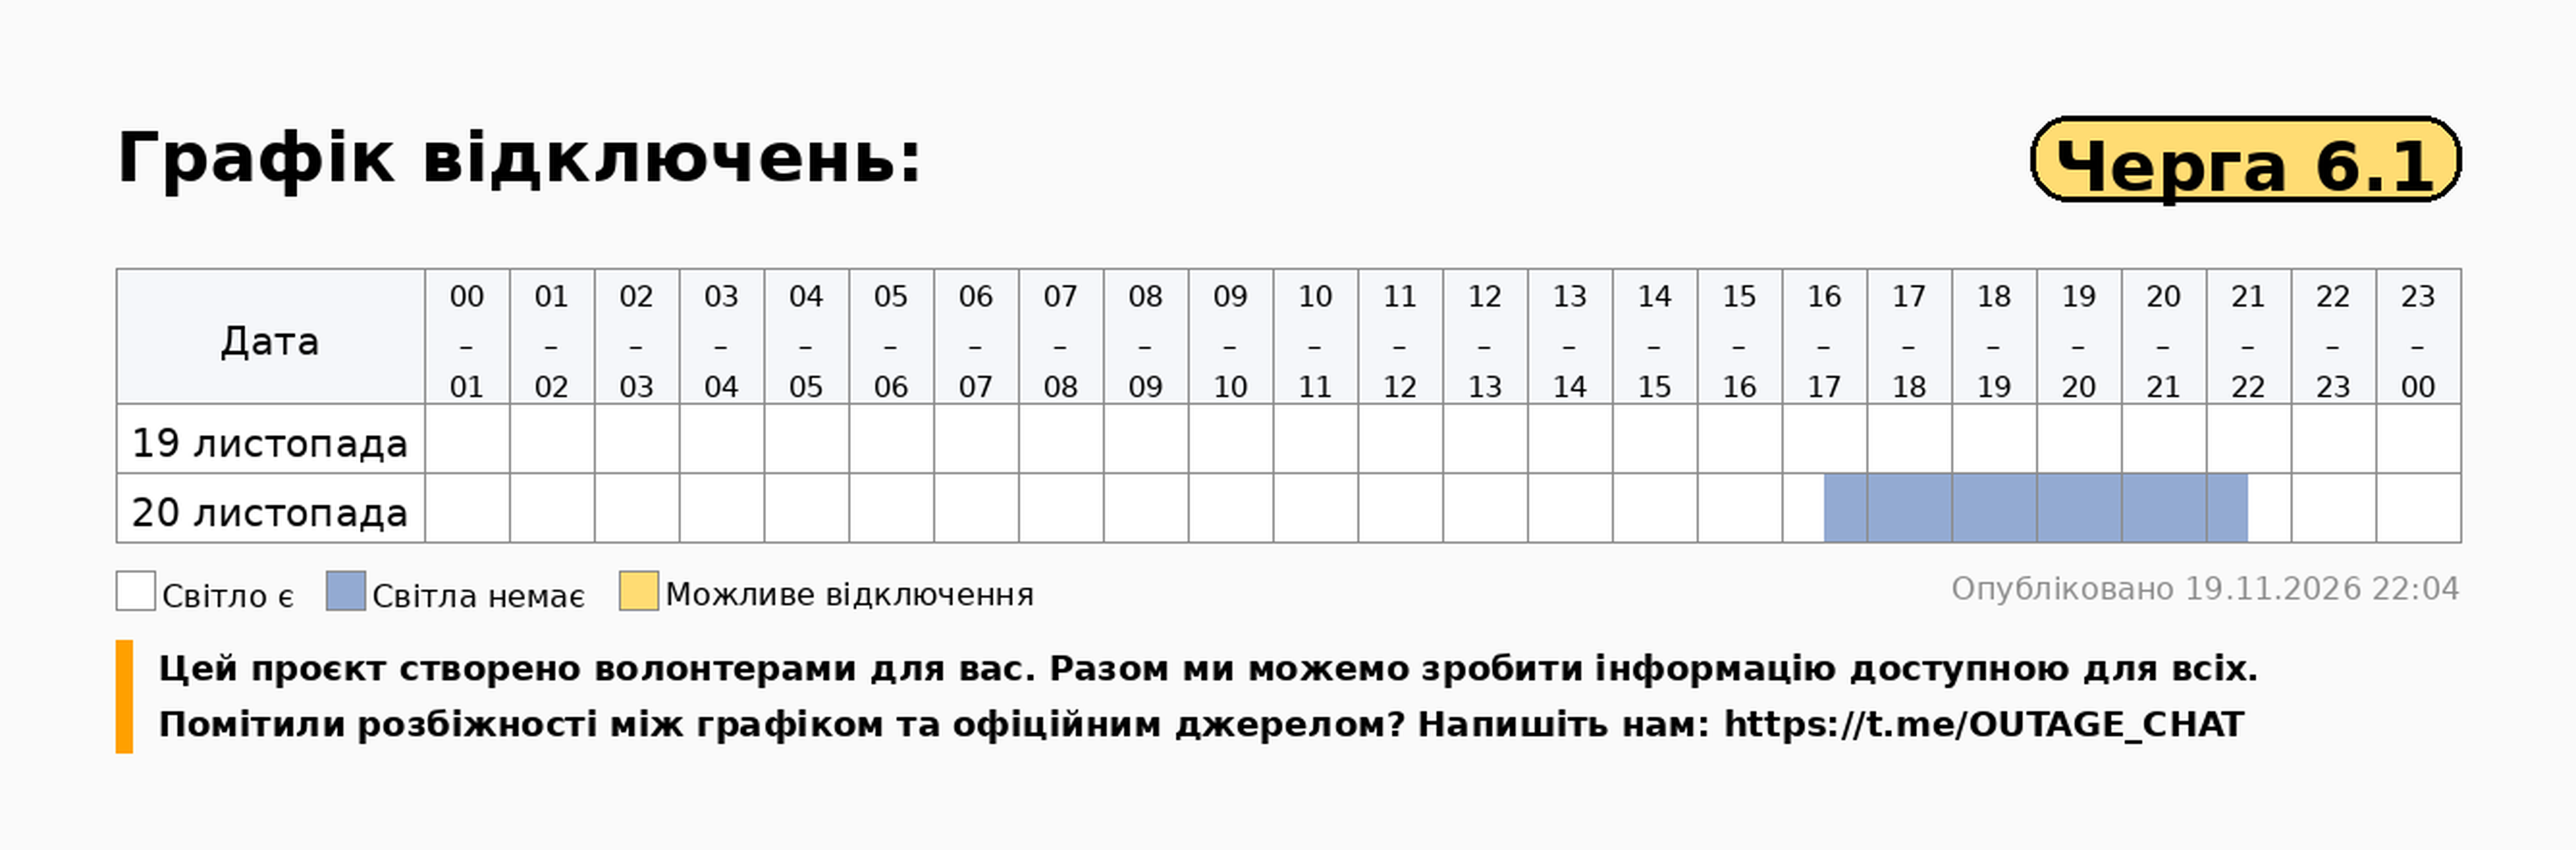 Графік відключень:
Черга 6.1
Дата 00 – 01 01 – 02 02 – 03 03 – 04 04 – 05 05 – 06 06 – 07 07 – 08 08 – 09 09 – 10 10 – 11 11 – 12 12 – 13 13 – 14 14 – 15 15 – 16 16 – 17 17 – 18 18 – 19 19 – 20 20 – 21 21 – 22 22 – 23 23 – 00
19 листопада
20 листопада
Світло є Світла немає Можливе відключення
Опубліковано 19.11.2026 22:04
Цей проєкт створено волонтерами для вас. Разом ми можемо зробити інформацію доступною для всіх.
Помітили розбіжності між графіком та офіційним джерелом? Напишіть нам: https://t.me/OUTAGE_CHAT